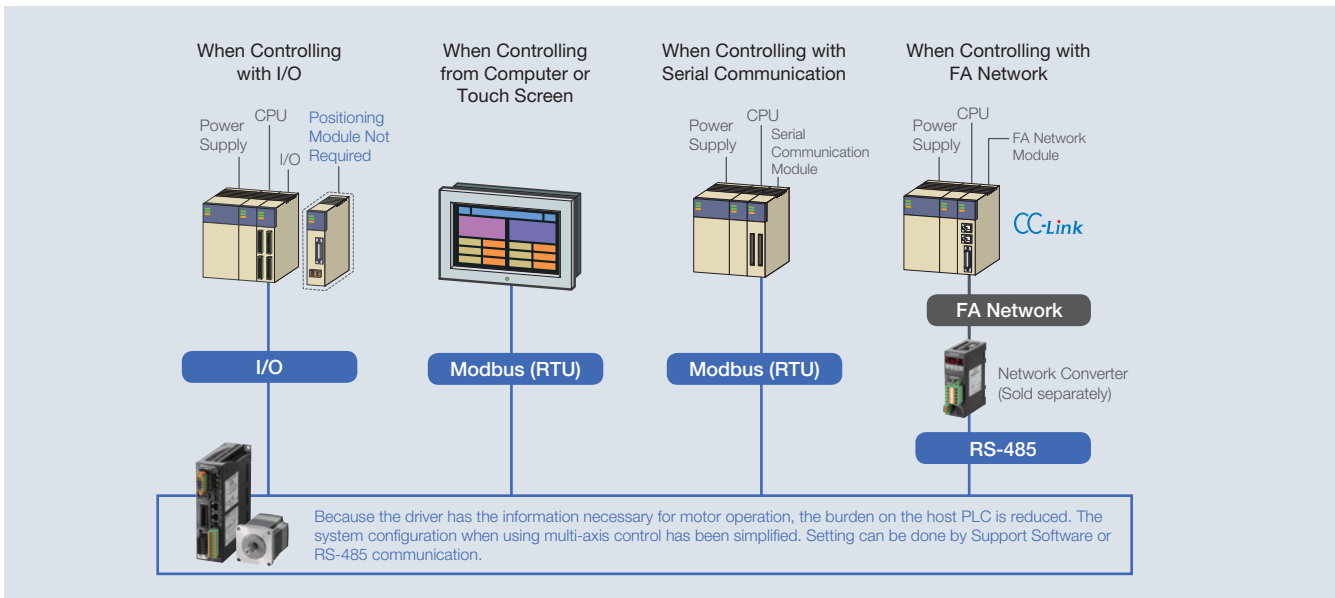 When Controlling
with I/O
When Controlling
from Computer or
Touch Screen
When Controlling with
Serial Communication
When Controlling with
FA Network
Power
Supply
CPU
I/O
Positioning
Module Not
Required
Power
Supply
CPU
Serial
Communication
Module
Power
Supply
CPU
FA Network
Module
CC-Link
FA Network
I/O
Modbus (RTU)
Modbus (RTU)
Network Converter
(Sold separately)
RS-485
Because the driver has the information necessary for motor operation, the burden on the host PLC is reduced. The
system configuration when using multi-axis control has been simplified. Setting can be done by Support Software or
RS-485 communication.